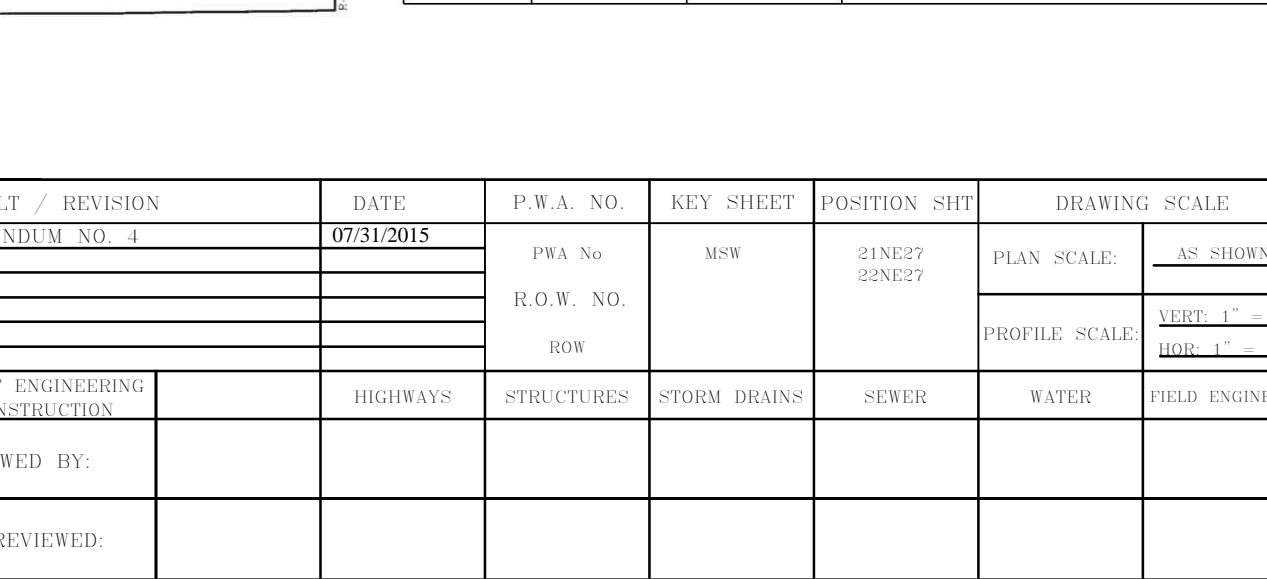 LT / REVISION DATE P.W.A. NO. KEY SHEET POSITION SHT DRAWING SCALE
NDUM NO. 4 07/31/2015
PWA No MSW 21NE27 PLAN SCALE: AS SHOWN
22NE27
R.O.W. NO.
VERT: 1" =
PROFILE SCALE:
ROW HOR: 1" =
ENGINEERING
NSTRUCTION HIGHWAYS STRUCTURES STORM DRAINS SEWER WATER FIELD ENGINE
WED BY:
REVIEWED: